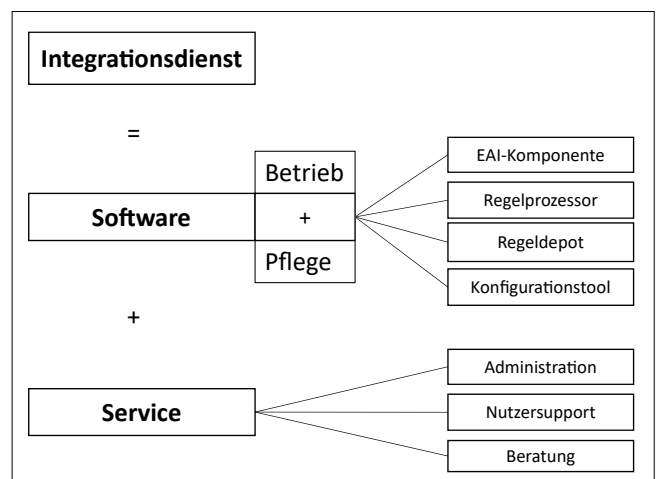 Integrationsdienst
=
Betrieb
Software
+
Pflege
EAI-Komponente
Regelprozessor
Regeldepot
Konfigurationstool
+
Service
Administration
Nutzersupport
Beratung